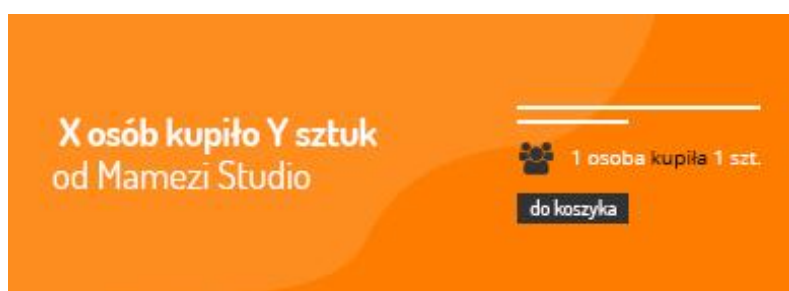 X osób kupiło Y sztuk
od Mamezi Studio
1 osoba kupiła 1 szt.
do koszyka